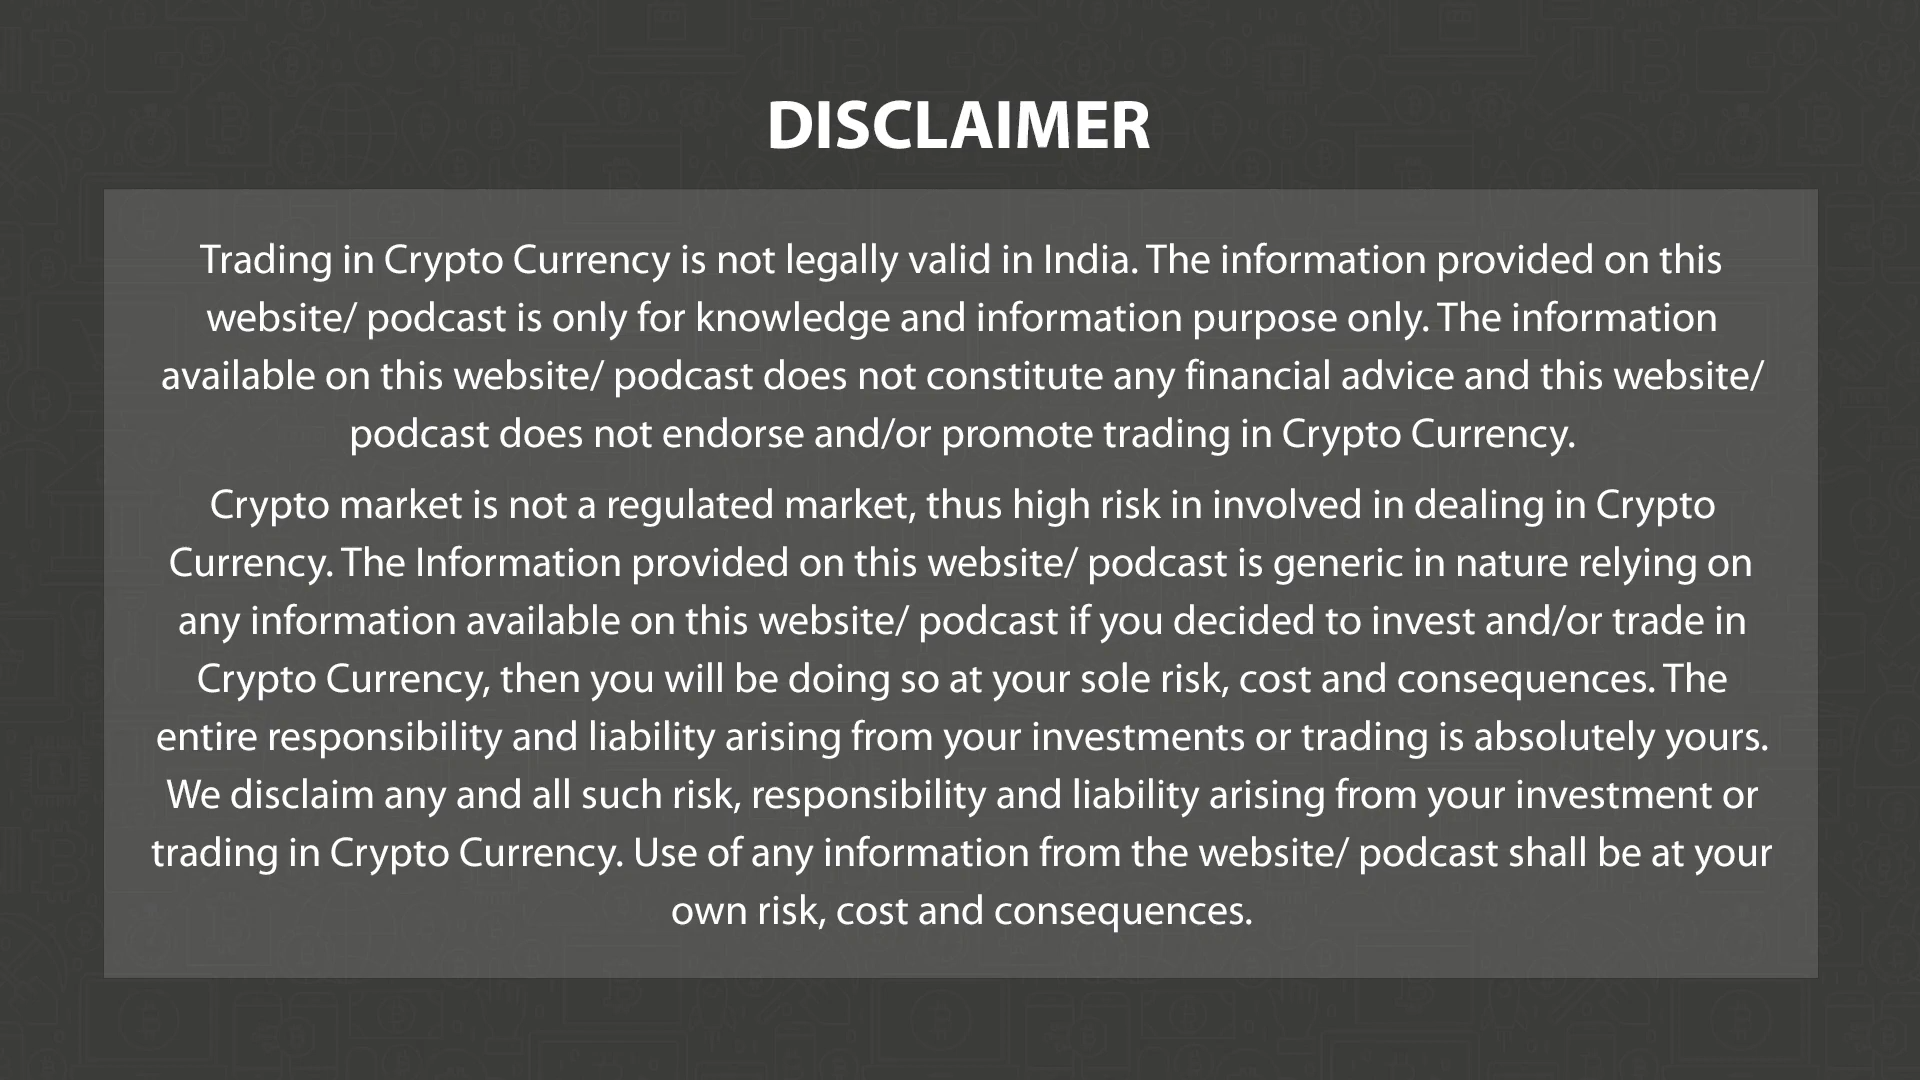 DISCLAIMER
Trading in Crypto Currency is not legally valid in India. The information provided on this
website/ podcast is only for knowledge and information purpose only. The information
available on this website/ podcast does not constitute any financial advice and this website/
podcast does not endorse and/or promote trading in Crypto Currency.
Crypto market is not a regulated market, thus high risk in involved in dealing in Crypto
Currency. The Information provided on this website/ podcast is generic in nature relying on
any information available on this website/ podcast if you decided to invest and/or trade in
Crypto Currency, then you will be doing so at your sole risk, cost and consequences. The
entire responsibility and liability arising from your investments or trading is absolutely yours.
We disclaim any and all such risk, responsibility and liability arising from your investment or
trading in Crypto Currency. Use of any information from the website/ podcast shall be at your
own risk, cost and consequences.